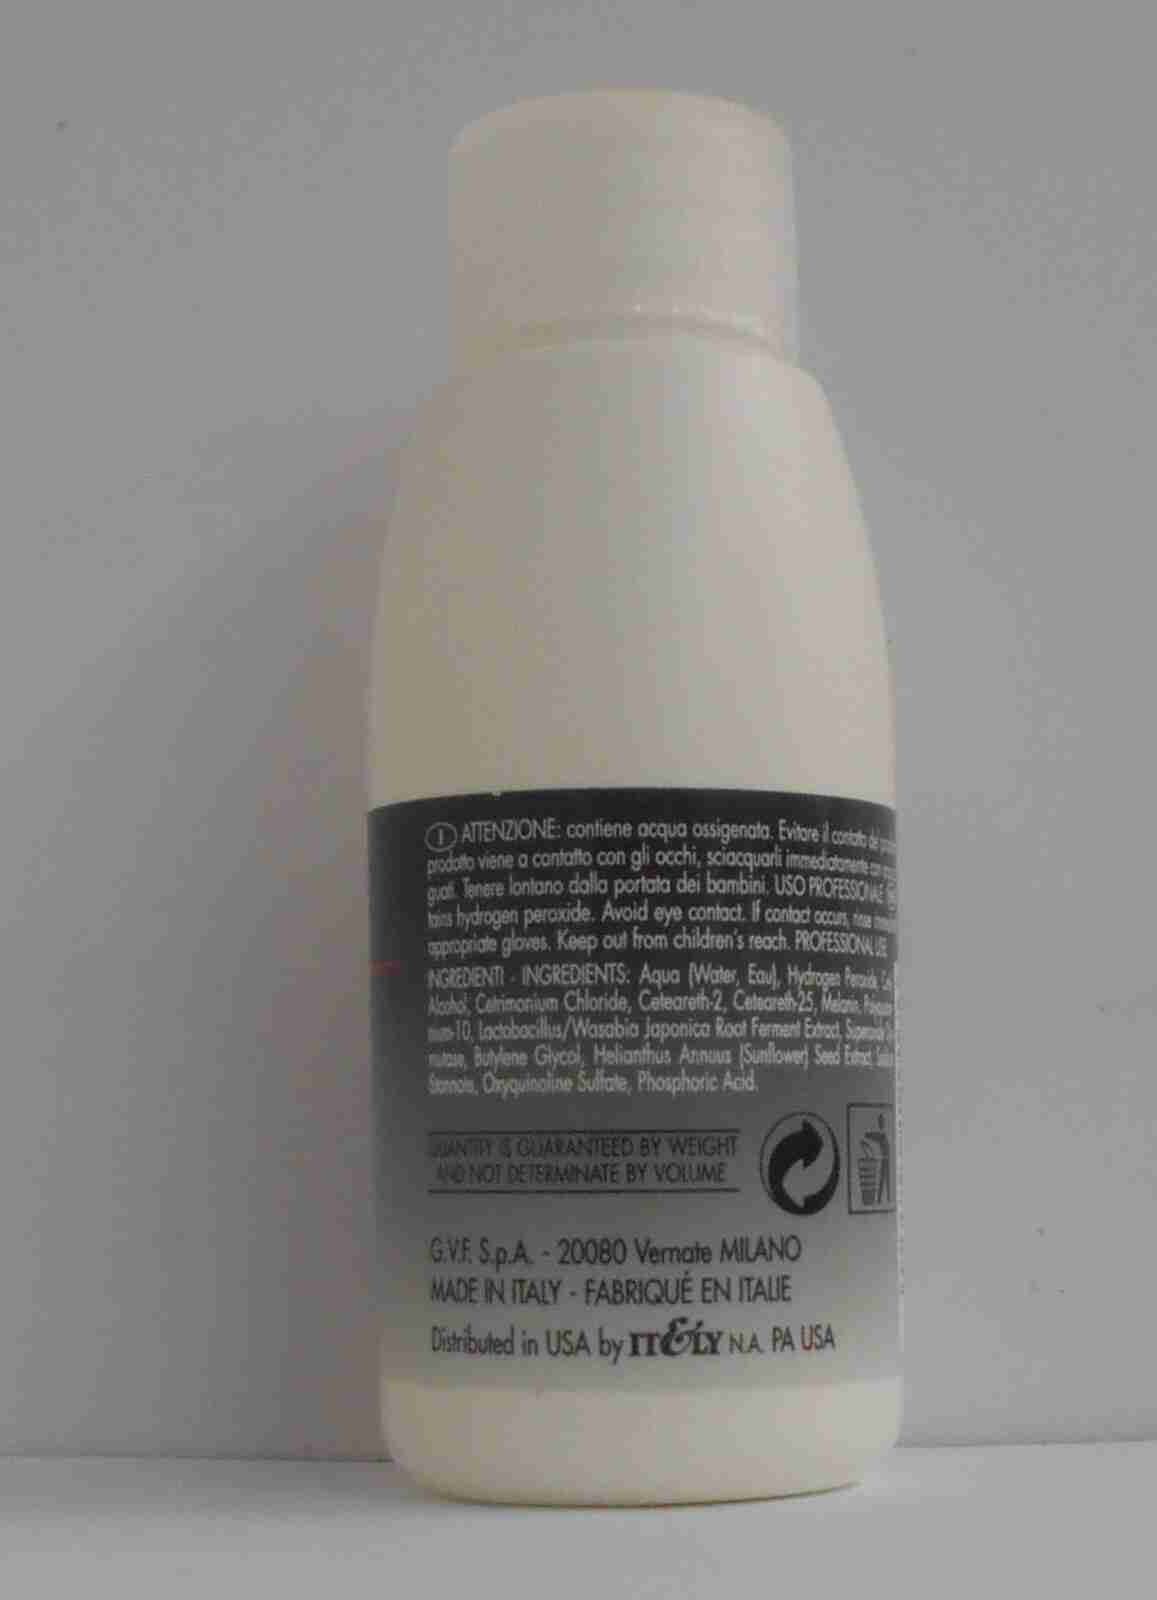 I ATTENZIONE: contiene acqua ossigenata. Evitare il contatto del
prodotto viene a contatto con gli occhi, sciacquarli immediatamente con
guati. Tenere lontano dalla portata dei bambini. USO PROFESSIONALE
tains hydrogen peroxide. Avoid eye contact. If contact occurs, rinse
appropriate gloves. Keep out from children's reach. PROFESSIONAL USE
INGREDIENTI - INGREDIENTS: Aqua (Water, Eau), Hydrogen Peroxide,
Alcohol, Cetrimonium Chloride, Ceteareth-2, Ceteareth-25, Melanin,
nium-10, Lactobacillus/Wasabia Japonica Root Ferment Extract,
mutase, Butylene Glycol, Helianthus Annuus (Sunflower) Seed Extract,
Stannate, Oxyquinoline Sulfate, Phosphoric Acid.
QUANTITY IS GUARANTEED BY WEIGHT
AND NOT DETERMINATE BY VOLUME
G.V.F. S.p.A. - 20080 Vernate MILANO
MADE IN ITALY - FABRIQUÉ EN ITALIE
Distributed in USA by IT&LY N.A. PA USA